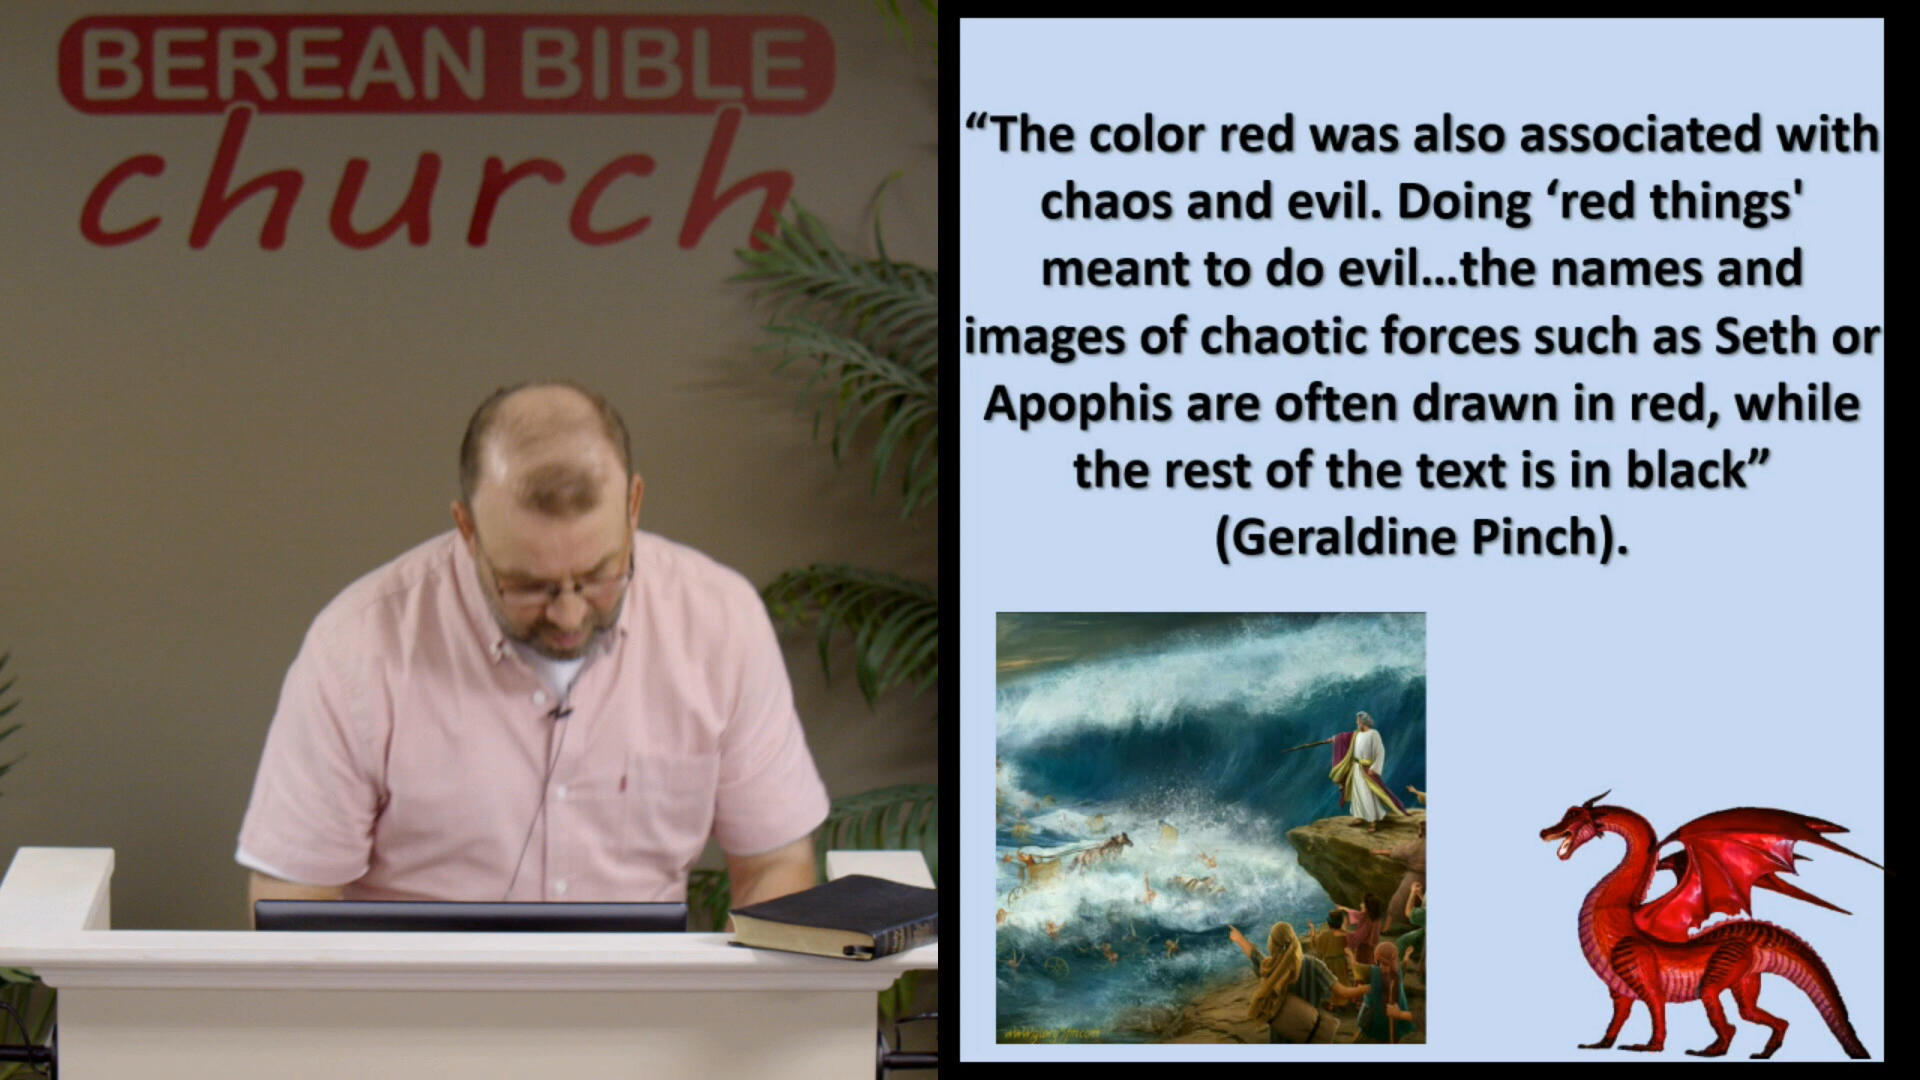 BEREAN BIBLE
church
“The color red was also associated with
chaos and evil. Doing ‘red things'
meant to do evil...the names and
images of chaotic forces such as Seth or
Apophis are often drawn in red, while
the rest of the text is in black”
(Geraldine Pinch).